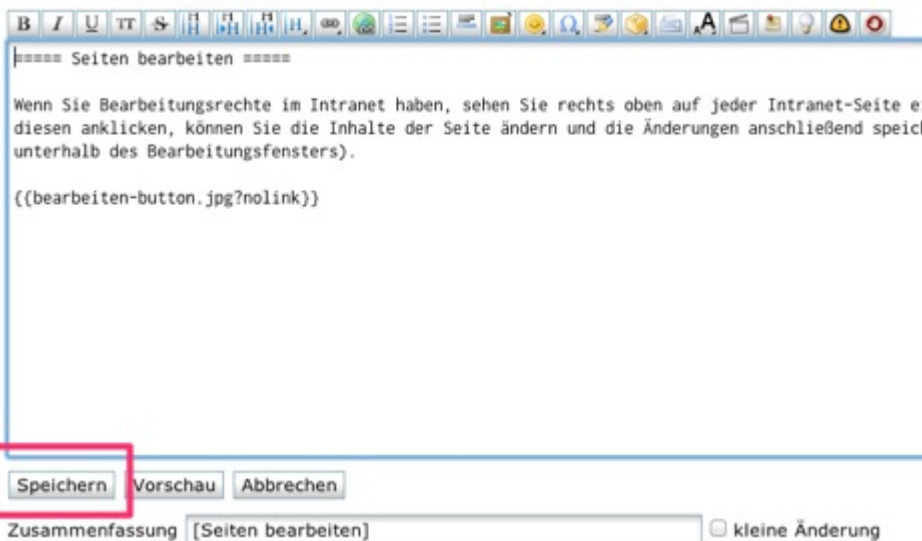 B I U TT S H H H H, Ω A
===== Seiten bearbeiten =====
Wenn Sie Bearbeitungsrechte im Intranet haben, sehen Sie rechts oben auf jeder Intranet-Seite
diesen anklicken, können Sie die Inhalte der Seite ändern und die Änderungen anschließend
unterhalb des Bearbeitungsfensters).
{{bearbeiten-button.jpg?nolink}}
Speichern Vorschau Abbrechen
Zusammenfassung [Seiten bearbeiten] kleine Änderung